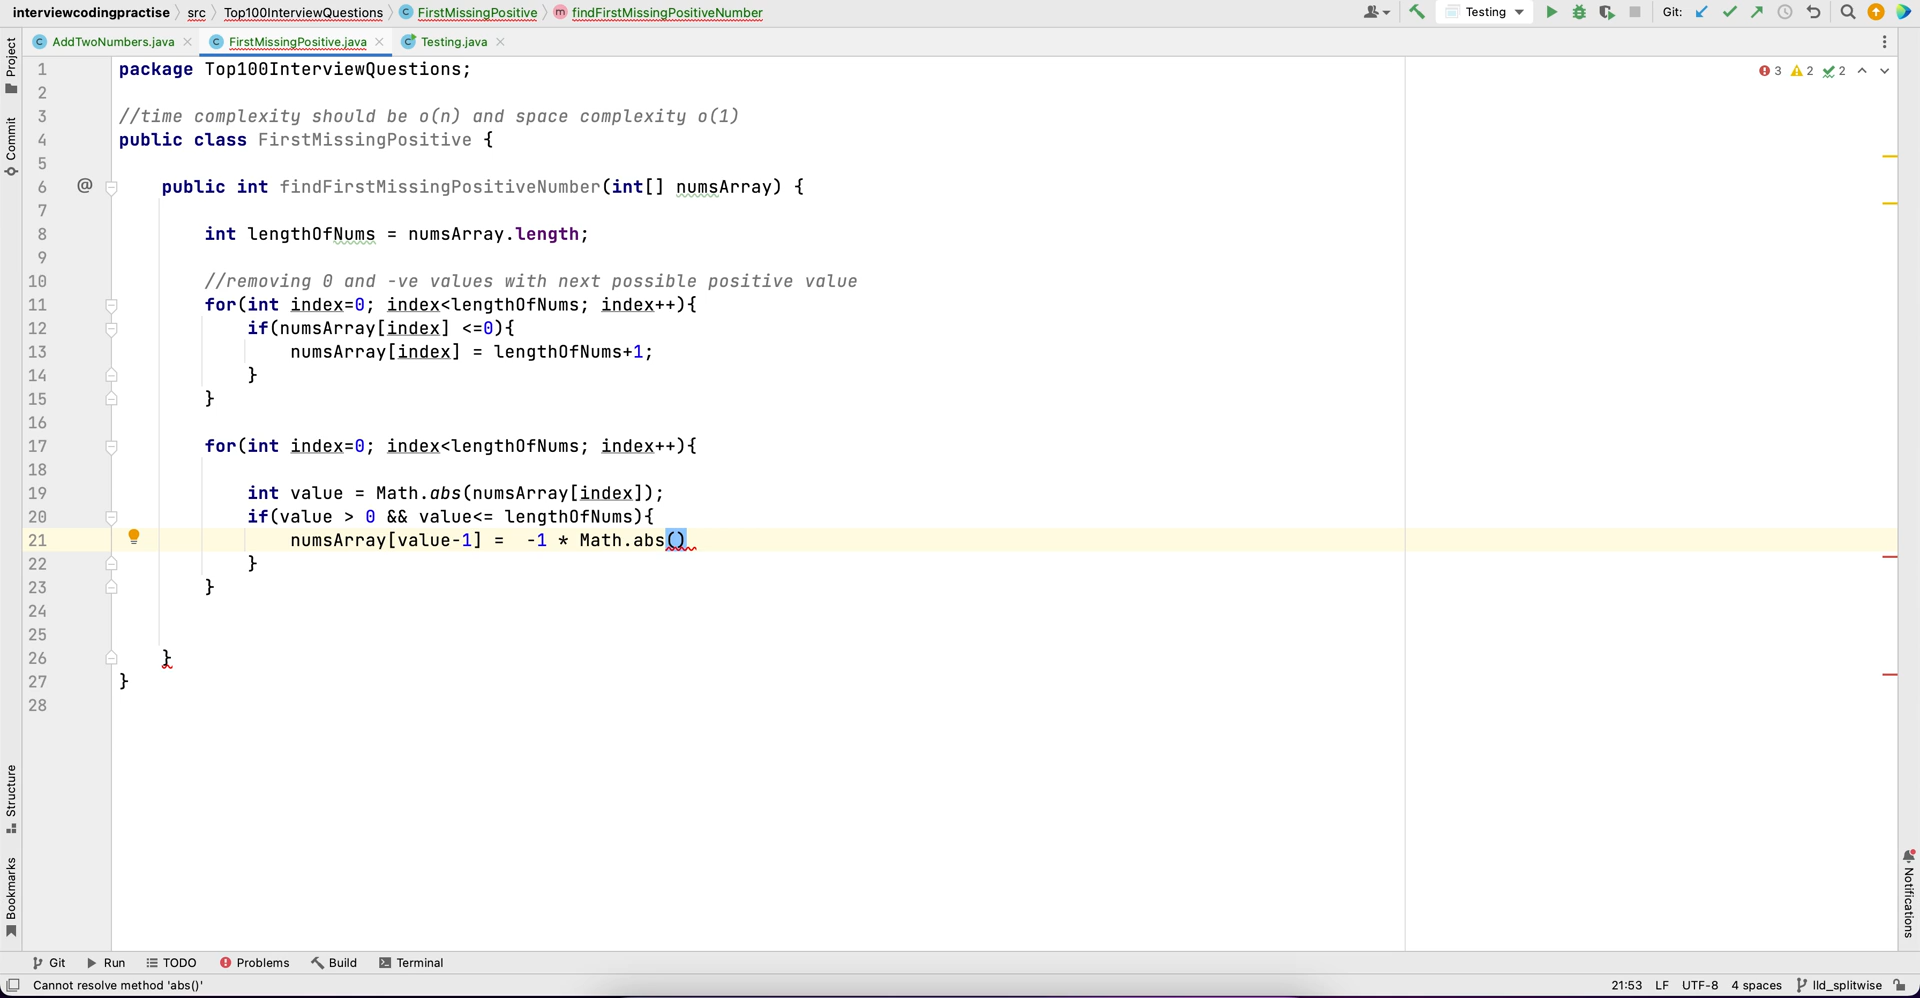 interviewcodingpractise src Top100InterviewQuestions FirstMissingPositive findFirstMissingPositiveNumber Testing Git:
AddTwoNumbers.java FirstMissingPositive.java Testing.java
Project
Commit
Structure
Bookmarks
3 2 2
1 package Top100InterviewQuestions;
2
3 //time complexity should be o(n) and space complexity o(1)
4 public class FirstMissingPositive {
5
6 @ public int findFirstMissingPositiveNumber(int[] numsArray) {
7
8 int lengthOfNums = numsArray.length;
9
10 //removing 0 and -ve values with next possible positive value
11 for(int index=0; index<lengthOfNums; index++){
12 if(numsArray[index] <=0){
13 numsArray[index] = lengthOfNums+1;
14 }
15 }
16
17 for(int index=0; index<lengthOfNums; index++){
18
19 int value = Math.abs(numsArray[index]);
20 if(value > 0 && value<= lengthOfNums){
21 numsArray[value-1] =  -1 * Math.abs()
22 }
23 }
24
25
26 }
27 }
28
Notifications
Git Run TODO Problems Build Terminal
Cannot resolve method 'abs()' 21:53 LF UTF-8 4 spaces lld_splitwise